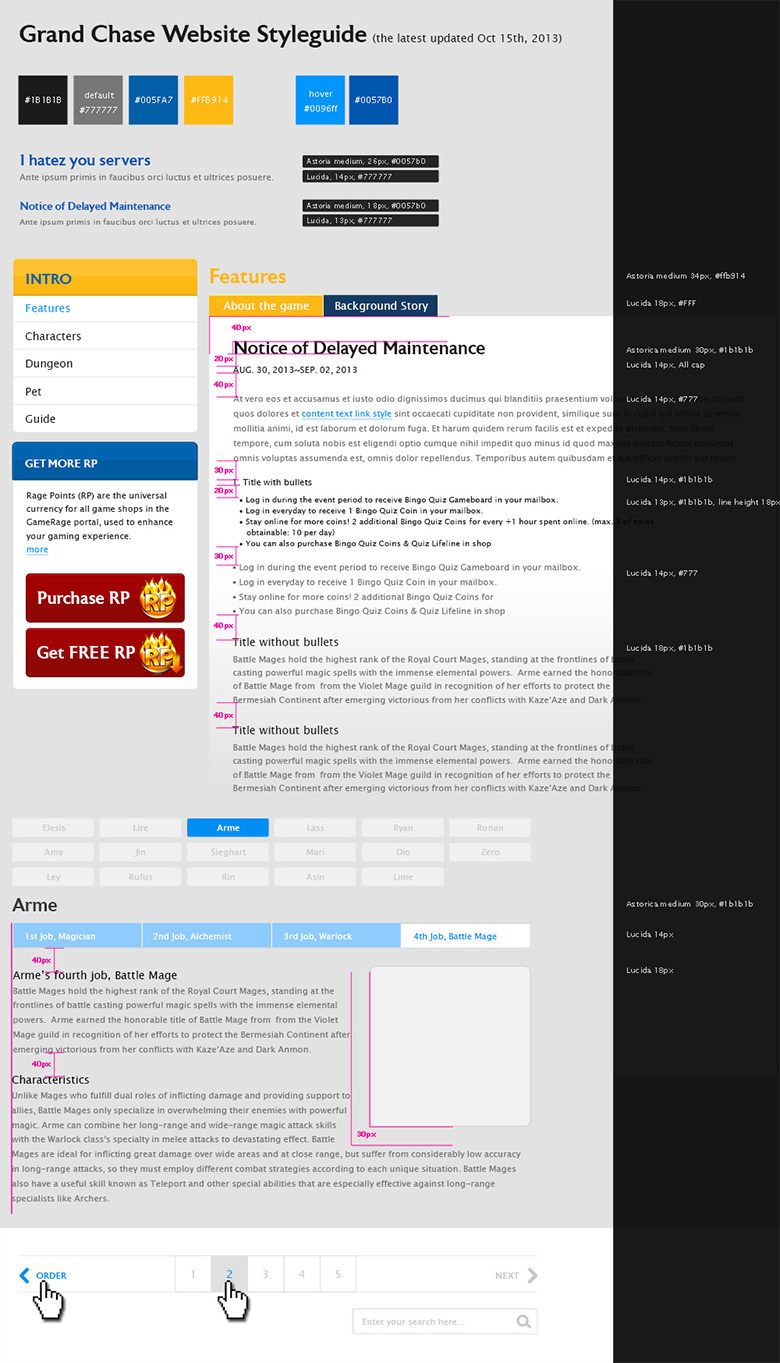 Grand Chase Website Styleguide (the latest updated Oct 15th, 2013)
#1B1B1B
default
#777777
#005FA7
#FFB914
hover
#0096ff
#0057B0
I hatez you servers
Ante ipsum primis in faucibus orci luctus et ultrices posuere.
Astoria medium, 26px, #0057b0
Lucida, 14px, #777777
Notice of Delayed Maintenance
Ante ipsum primis in faucibus orci luctus et ultrices posuere.
Astoria medium, 18px, #0057b0
Lucida, 13px, #777777
INTRO
Features
Characters
Dungeon
Pet
Guide
GET MORE RP
Rage Points (RP) are the universal
currency for all game shops in the
GameRage portal, used to enhance
your gaming experience.
more
Purchase RP
RP
Get FREE RP
RP
Features
Astoria medium 34px, #ffb914
About the game
Background Story
Lucida 18px, #FFF
40px
Notice of Delayed Maintenance
Astoria medium 30px, #1b1b1b
20px
AUG. 30, 2013~SEP. 02, 2013
Lucida 14px, All cap
40px
At vero eos et accusamus et iusto odio dignissimos ducimus qui blanditiis praesentium voluptatum deleniti atque corrupti
Lucida 14px, #777
quos dolores et content text link style sint occaecati cupiditate non provident, similique sunt in culpa qui officia deserunt
mollitia animi, id est laborum et dolorum fuga. Et harum quidem rerum facilis est et expedita distinctio. Nam libero
tempore, cum soluta nobis est eligendi optio cumque nihil impedit quo minus id quod maxime placeat facere possimus,
omnis voluptas assumenda est, omnis dolor repellendus. Temporibus autem quibusdam et aut officiis debitis aut rerum
30px
1. Title with bullets
Lucida 14px, #1b1b1b
20px
• Log in during the event period to receive Bingo Quiz Gameboard in your mailbox.
Lucida 13px, #1b1b1b, line height 18px
• Log in everyday to receive 1 Bingo Quiz Coin in your mailbox.
• Stay online for more coins! 2 additional Bingo Quiz Coins for every +1 hour spent online. (max. # of coins
obtainable: 10 per day)
• You can also purchase Bingo Quiz Coins & Quiz Lifeline in shop
30px
• Log in during the event period to receive Bingo Quiz Gameboard in your mailbox.
Lucida 14px, #777
• Log in everyday to receive 1 Bingo Quiz Coin in your mailbox.
• Stay online for more coins! 2 additional Bingo Quiz Coins for
• You can also purchase Bingo Quiz Coins & Quiz Lifeline in shop
40px
Title without bullets
Lucida 18px, #1b1b1b
Battle Mages hold the highest rank of the Royal Court Mages, standing at the frontlines of battle
casting powerful magic spells with the immense elemental powers. Arme earned the honorable title
of Battle Mage from from the Violet Mage guild in recognition of her efforts to protect the
Bermesiah Continent after emerging victorious from her conflicts with Kaze'Aze and Dark Anmon.
40px
Title without bullets
Battle Mages hold the highest rank of the Royal Court Mages, standing at the frontlines of battle
casting powerful magic spells with the immense elemental powers. Arme earned the honorable title
of Battle Mage from from the Violet Mage guild in recognition of her efforts to protect the
Bermesiah Continent after emerging victorious from her conflicts with Kaze'Aze and Dark Anmon.
Elesis
Lire
Arme
Lass
Ryan
Ronan
Amy
Jin
Sieghart
Mari
Dio
Zero
Ley
Rufus
Rin
Asin
Lime
Arme
Astorica medium 30px, #1b1b1b
1st Job, Magician
2nd Job, Alchemist
3rd Job, Warlock
4th Job, Battle Mage
Lucida 14px
40px
Arme's fourth job, Battle Mage
Lucida 18px
Battle Mages hold the highest rank of the Royal Court Mages, standing at the
frontlines of battle casting powerful magic spells with the immense elemental
powers. Arme earned the honorable title of Battle Mage from from the Violet
Mage guild in recognition of her efforts to protect the Bermesiah Continent after
emerging victorious from her conflicts with Kaze'Aze and Dark Anmon.
40px
Characteristics
Unlike Mages who fulfill dual roles of inflicting damage and providing support to
allies, Battle Mages only specialize in overwhelming their enemies with powerful
magic. Arme can combine her long-range and wide-range magic attack skills
with the Warlock class's specialty in melee attacks to devastating effect. Battle
30px
Mages are ideal for inflicting great damage over wide areas and at close range, but suffer from considerably low accuracy
in long-range attacks, so they must employ different combat strategies according to each unique situation. Battle Mages
also have a useful skill known as Teleport and other special abilities that are especially effective against long-range
specialists like Archers.
ORDER
1
2
3
4
5
NEXT
Enter your search here...